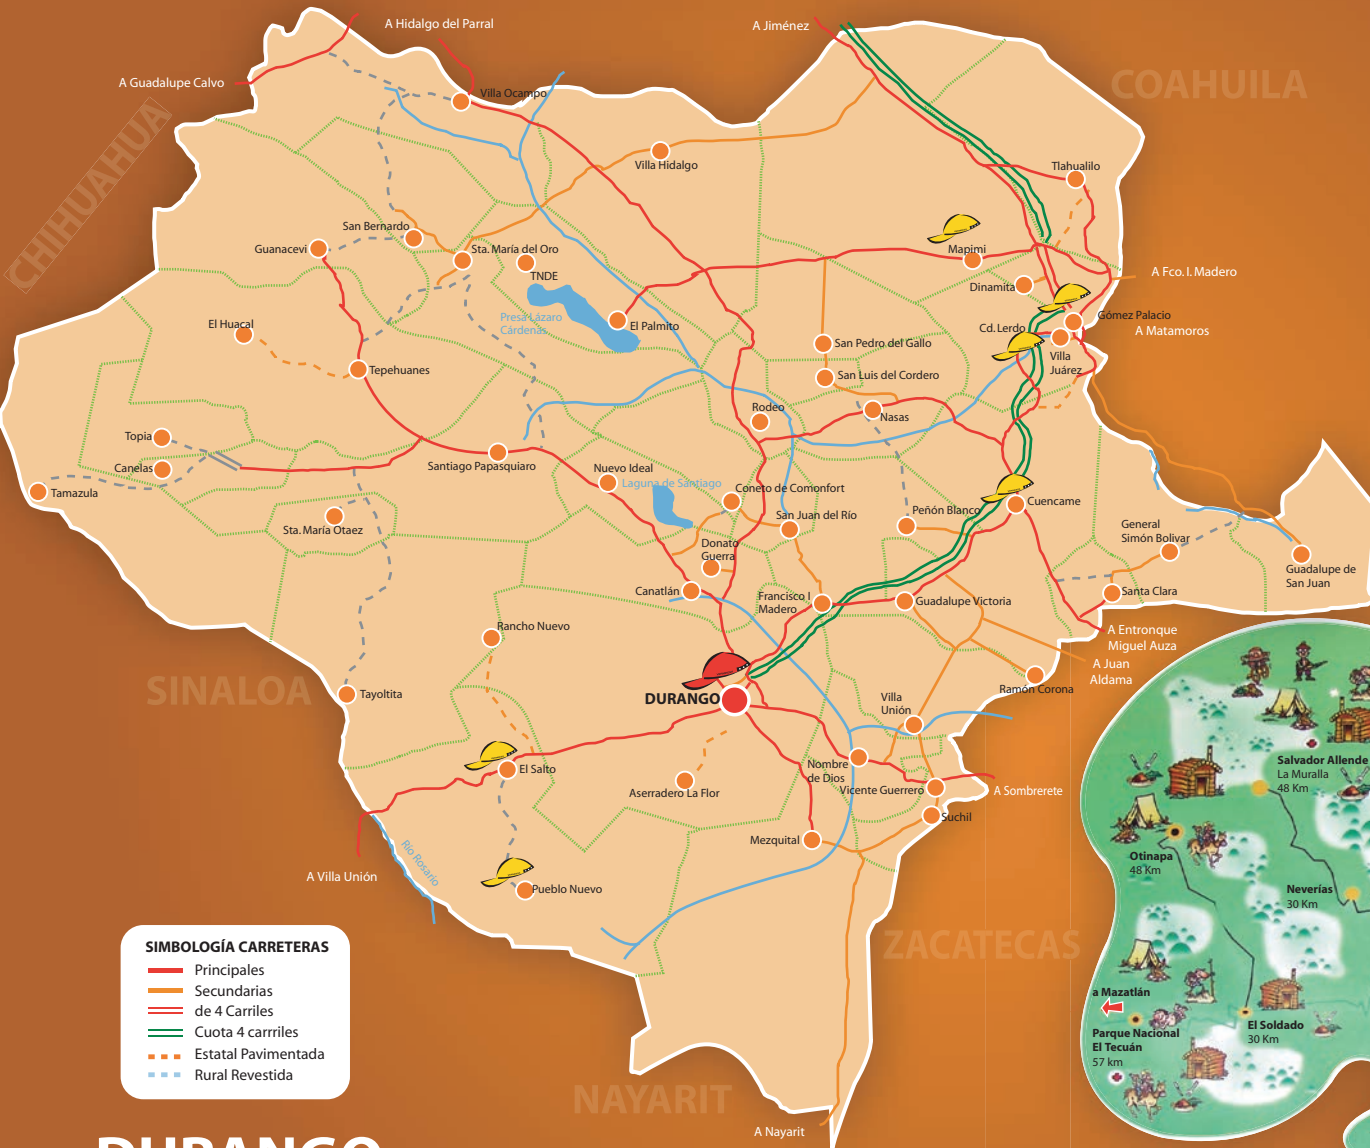 A Hidalgo del Parral
A Jiménez
A Guadalupe Calvo
COAHUILA
CHIHUAHUA
Villa Ocampo
Villa Hidalgo
Tlahualilo
San Bernardo
Guanacevi
Sta. María del Oro
TNDE
Mapimi
A Fco. I. Madero
Dinamita
Presa Lázaro
Cárdenas
El Palmito
El Huacal
Gómez Palacio
Cd. Lerdo
A Matamoros
San Pedro del Gallo
Villa
Juárez
Tepehuanes
San Luis del Cordero
Rodeo
Nasas
Topia
Canelas
Tamazula
Santiago Papasquiaro
Nuevo Ideal
Laguna de Santiago
Coneto de Comonfort
San Juan del Río
Peñón Blanco
Cuencame
Sta. María Otaez
General
Simón Bolivar
Donato
Guerra
Guadalupe de
San Juan
Canatlán
Francisco I
Madero
Guadalupe Victoria
Santa Clara
Rancho Nuevo
A Entronque
Miguel Auza
A Juan
Aldama
SINALOA
Tayoltita
DURANGO
Ramón Corona
Villa
Unión
El Salto
Aserradero La Flor
Nombre
de Dios
Vicente Guerrero
A Sombrerete
Suchil
Mezquital
Río Rosario
A Villa Unión
Pueblo Nuevo
ZACATECAS
NAYARIT
A Nayarit
Salvador Allende
La Muralla
48 Km
Otinapa
48 Km
Neverías
30 Km
a Mazatlán
Parque Nacional
El Tecuán
57 km
El Soldado
30 Km
SIMBOLOGÍA CARRETERAS
Principales
Secundarias
de 4 Carriles
Cuota 4 carrriles
Estatal Pavimentada
Rural Revestida
DURANGO